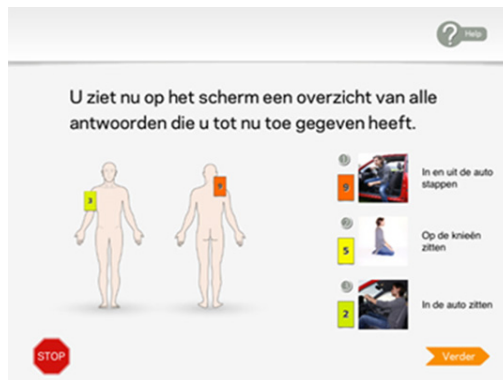 Help
U ziet nu op het scherm een overzicht van alle
antwoorden die u tot nu toe gegeven heeft.
3
9
9
In en uit de auto
stappen
5
Op de knieën
zitten
2
In de auto zitten
STOP
Verder